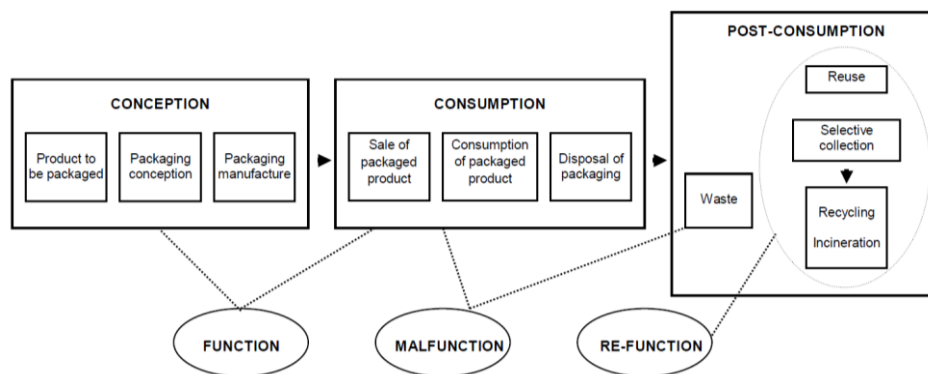 POST-CONSUMPTION
Reuse
Selective
collection
Recycling
Incineration
Waste
CONCEPTION
Product to
be packaged
Packaging
conception
Packaging
manufacture
CONSUMPTION
Sale of
packaged
product
Consumption
of packaged
product
Disposal of
packaging
FUNCTION
MALFUNCTION
RE-FUNCTION